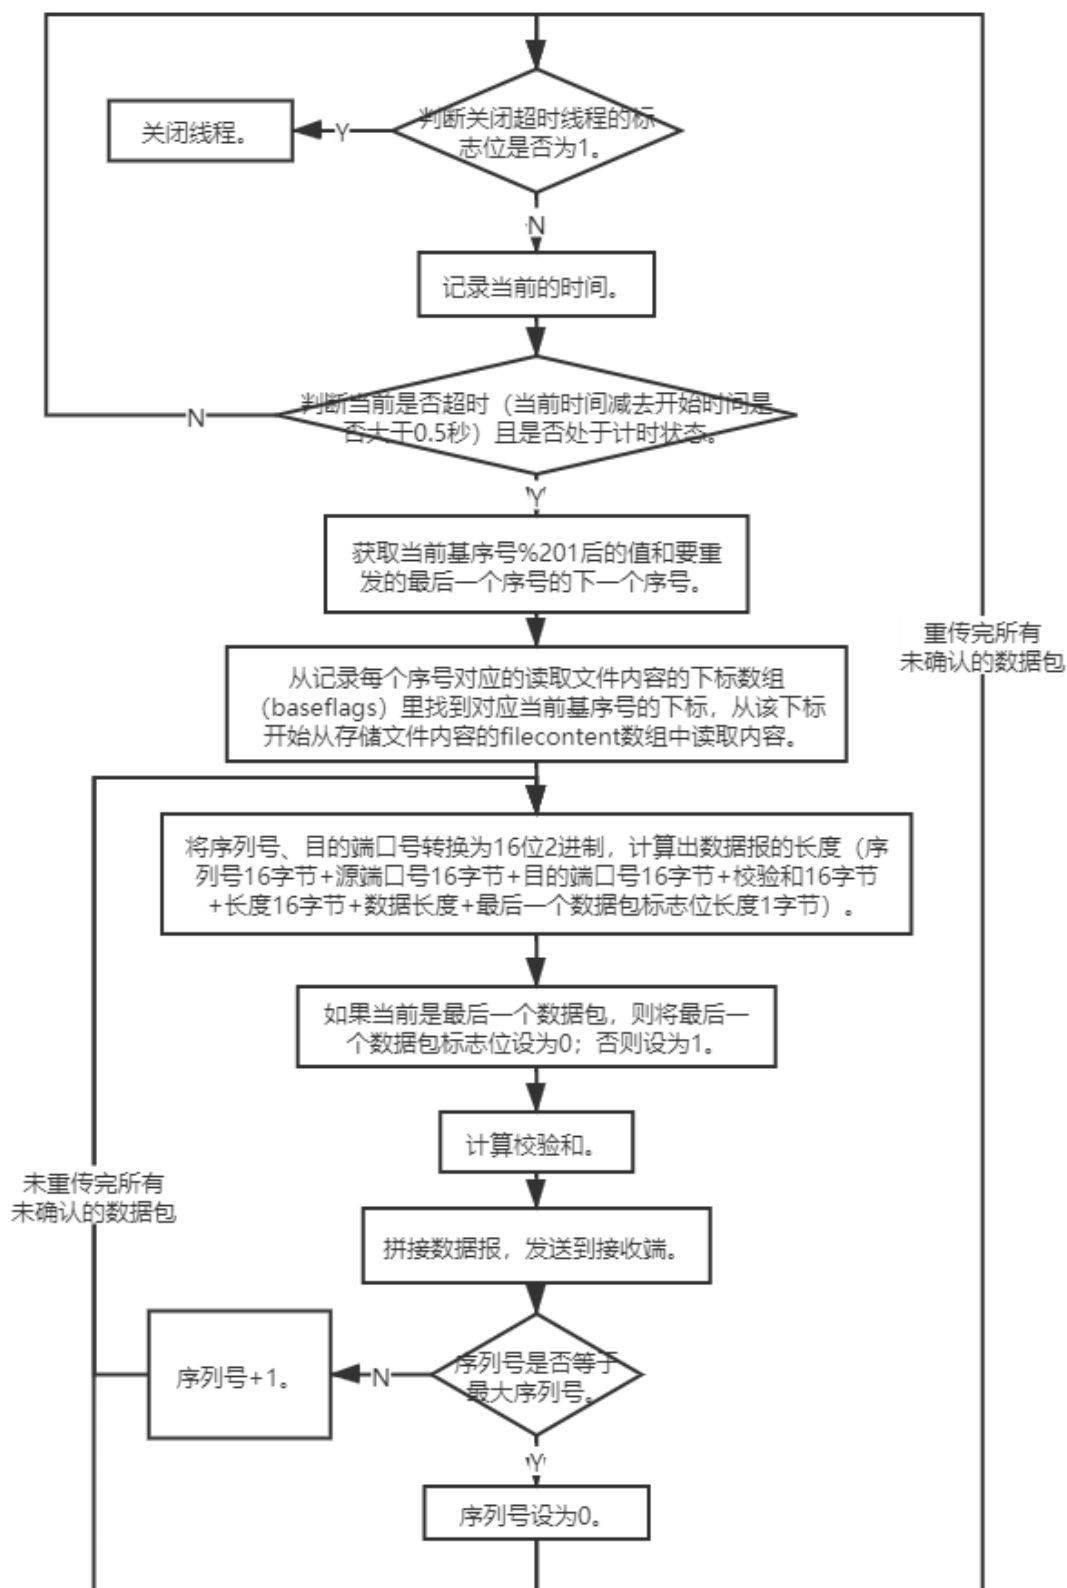 判断关闭超时线程的标
志位是否为1。
Y
关闭线程。
N
记录当前的时间。
判断当前是否超时（当前时间减去开始时间是
否大于0.5秒）且是否处于计时状态。
N
Y
获取当前基序号%201后的值和要重
发的最后一个序号的下一个序号。
重传完所有
未确认的数据包
从记录每个序号对应的读取文件内容的下标数组
（baseflags）里找到对应当前基序号的下标，从该下标
开始从存储文件内容的filecontent数组中读取内容。
将序列号、目的端口号转换为16位2进制，计算出数据报的长度（序
列号16字节+源端口号16字节+目的端口号16字节+校验和16字节
+长度16字节+数据长度+最后一个数据包标志位长度1字节）。
如果当前是最后一个数据包，则将最后一
个数据包标志位设为0；否则设为1。
计算校验和。
未重传完所有
未确认的数据包
拼接数据报，发送到接收端。
序列号是否等于
最大序列号。
N
序列号+1。
Y
序列号设为0。